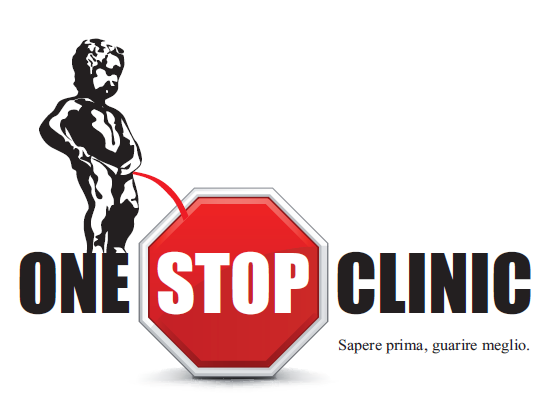 ONE STOP CLINIC
Sapere prima, guarire meglio.